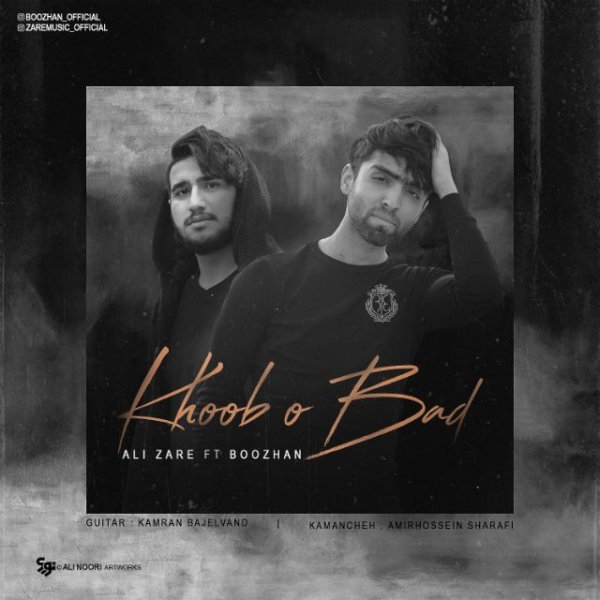 BOOZHAN_OFFICIAL
ZAREMUSIC_OFFICIAL
Khoob o Bad
ALI ZARE FT BOOZHAN
GUITAR : KAMRAN BAJELVAND | KAMANCHEH : AMIRHOSSEIN SHARAFI
© ALI NOORI ARTWORKS